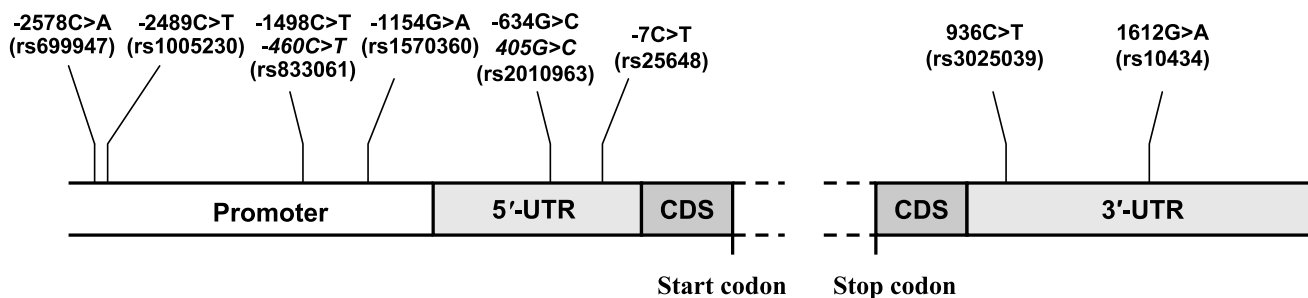 -2578C>A
(rs699947)
-2489C>T
(rs1005230)
-1498C>T
-460C>T
(rs833061)
-1154G>A
(rs1570360)
-634G>C
405G>C
(rs2010963)
-7C>T
(rs25648)
936C>T
(rs3025039)
1612G>A
(rs10434)
Promoter
5′-UTR
CDS
CDS
3′-UTR
Start codon
Stop codon